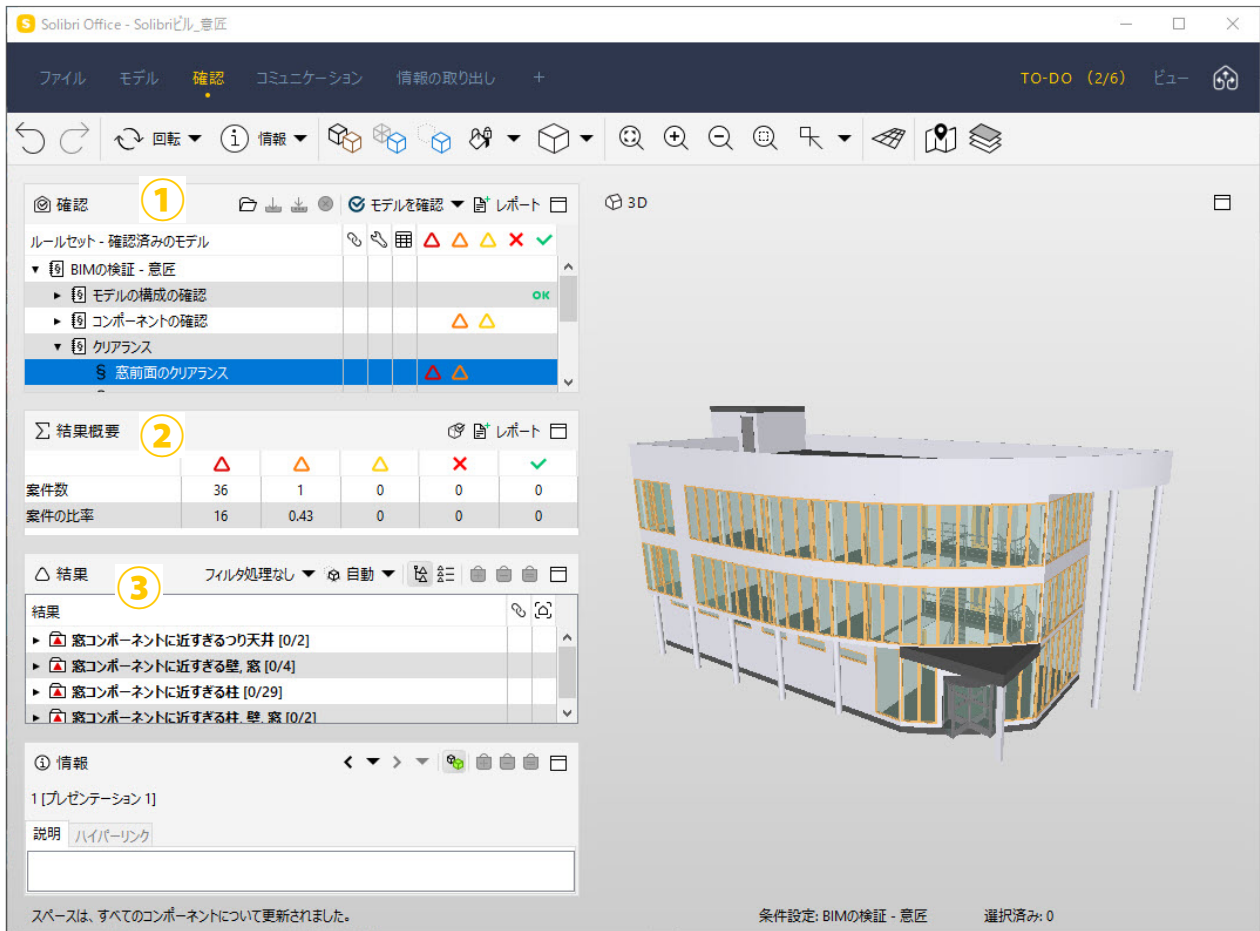 S Solibri Office - Solibriビル_意匠
ファイル モデル 確認 コミュニケーション 情報の取り出し + TO-DO (2/6) ビュー
回転 情報
① 確認 モデルを確認 レポート
3D
ルールセット - 確認済みのモデル
BIMの検証 - 意匠
モデルの構成の確認 OK
コンポーネントの確認
クリアランス
§ 窓前面のクリアランス
∑ 結果概要 ② レポート
案件数 36 1 0 0 0
案件の比率 16 0.43 0 0 0
結果 ③ フィルタ処理なし 自動
結果
窓コンポーネントに近すぎるつり天井 [0/2]
窓コンポーネントに近すぎる壁, 窓 [0/4]
窓コンポーネントに近すぎる柱 [0/29]
窓コンポーネントに近すぎる柱, 壁, 窓 [0/2]
情報
1 [プレゼンテーション 1]
説明 ハイパーリンク
スペースは、すべてのコンポーネントについて更新されました。 条件設定: BIMの検証 - 意匠 選択済み: 0